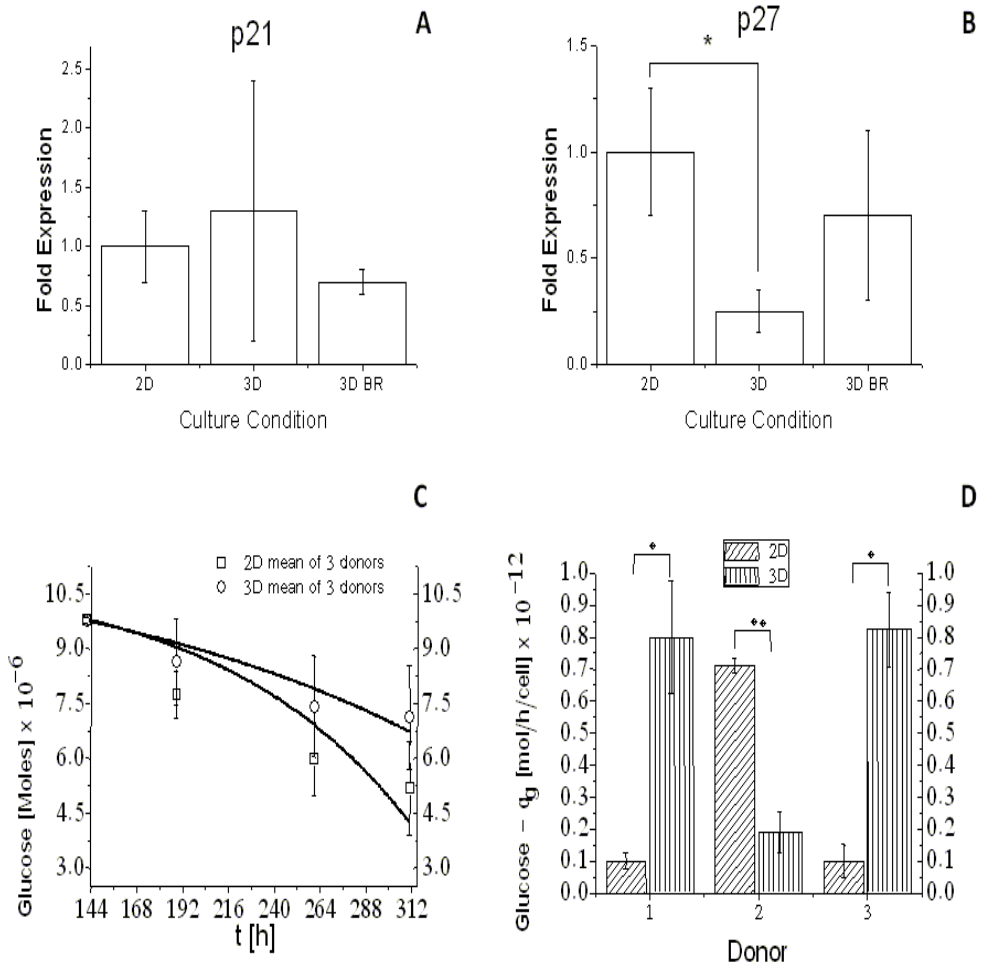 p21
A
Fold Expression
2.5
2.0
1.5
1.0
0.5
0.0
2D
3D
3D BR
Culture Condition
p27
B
*
Fold Expression
1.5
1.0
0.5
0.0
2D
3D
3D BR
Culture Condition
C
2D mean of 3 donors
3D mean of 3 donors
Glucose [Moles] x 10⁻⁶
10.5
9.0
7.5
6.0
4.5
3.0
10.5
9.0
7.5
6.0
4.5
3.0
144 168 192 216 240 264 288 312
t [h]
D
2D
3D
*
**
*
Glucose - qg [mol/h/cell] x 10⁻¹²
1.0
0.9
0.8
0.7
0.6
0.5
0.4
0.3
0.2
0.1
0.0
1.0
0.9
0.8
0.7
0.6
0.5
0.4
0.3
0.2
0.1
0.0
1
2
3
Donor